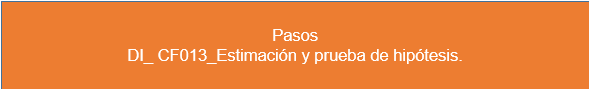 Pasos
DI_ CF013_Estimación y prueba de hipótesis.